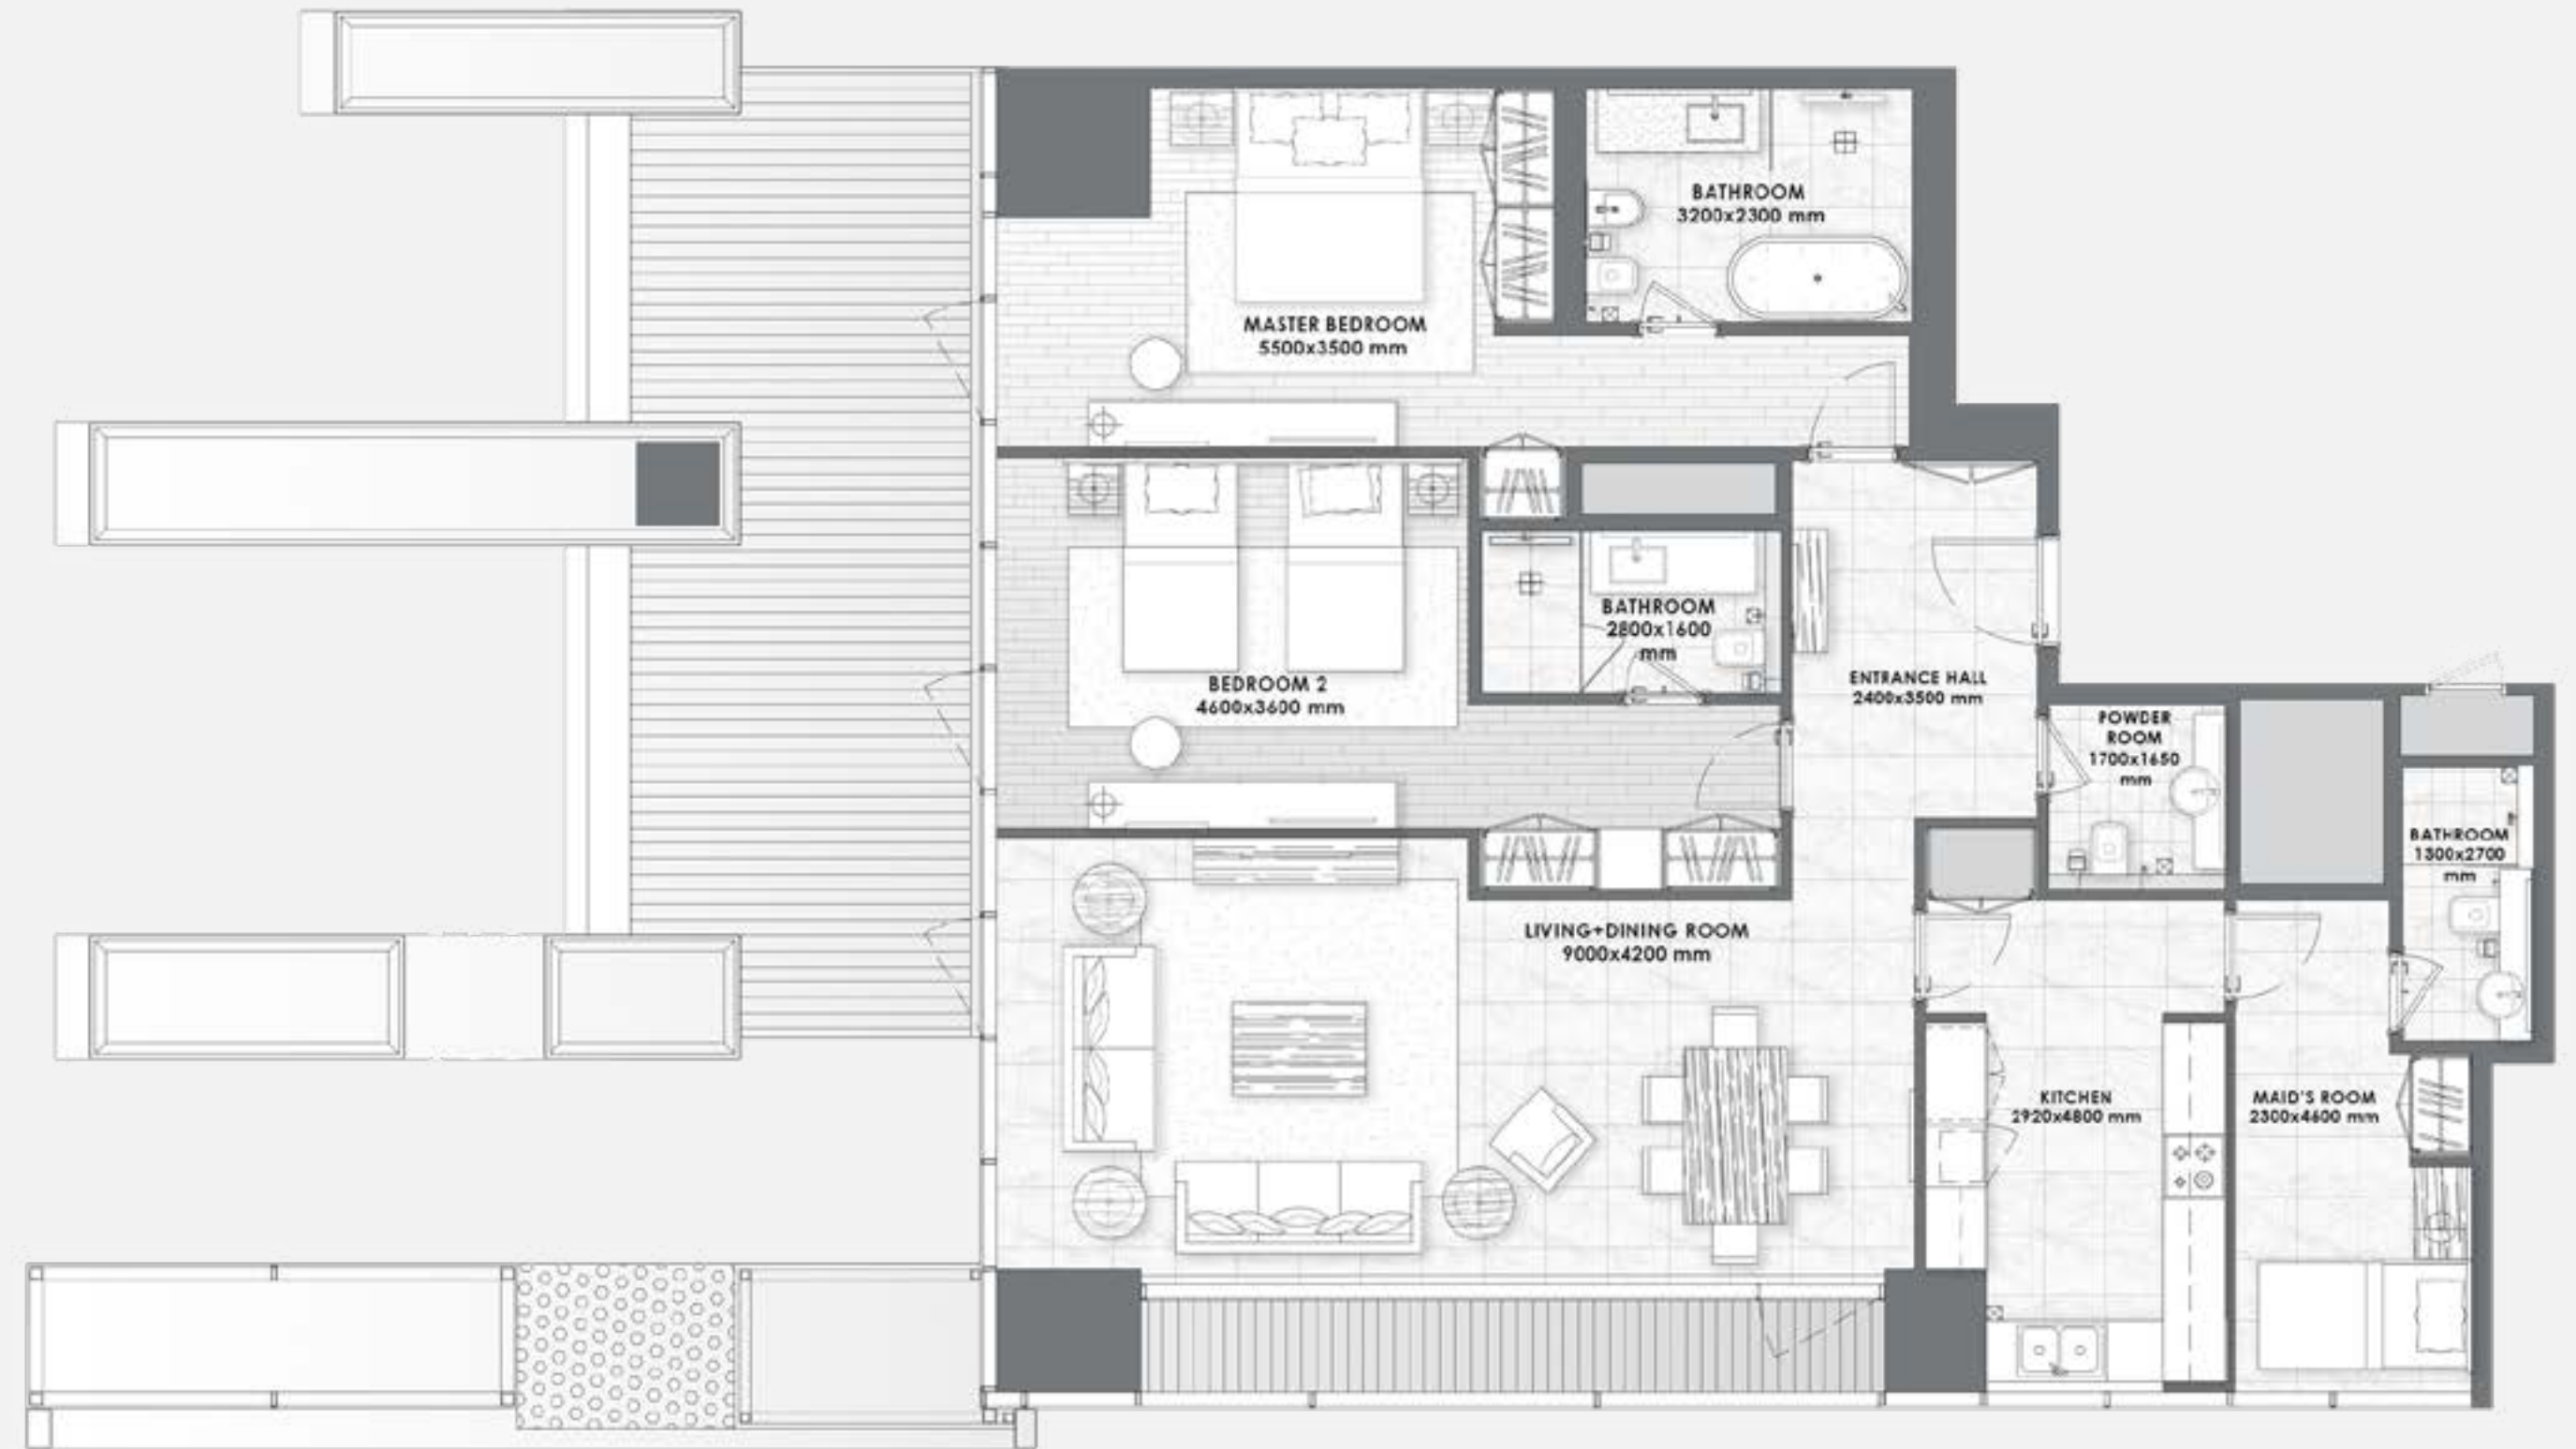 BATHROOM
3200x2300 mm
MASTER BEDROOM
5500x3500 mm
BATHROOM
2800x1600
mm
BEDROOM 2
4600x3600 mm
ENTRANCE HALL
2400x3500 mm
POWDER
ROOM
1700x1650
mm
BATHROOM
1300x2700
mm
LIVING+DINING ROOM
9000x4200 mm
KITCHEN
2920x4800 mm
MAID'S ROOM
2300x4600 mm